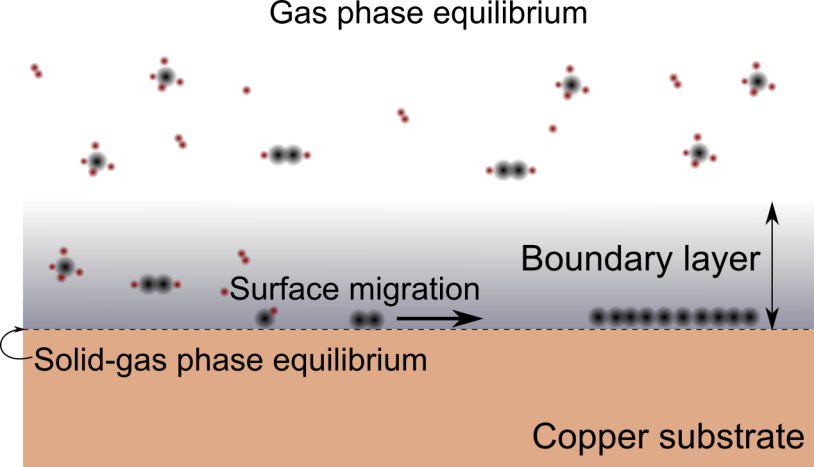 Gas phase equilibrium
Boundary layer
Surface migration
Solid-gas phase equilibrium
Copper substrate